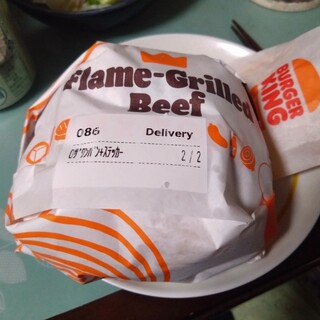 Flame-Grilled
Beef
086 Delivery
2/2
BURGER
KING